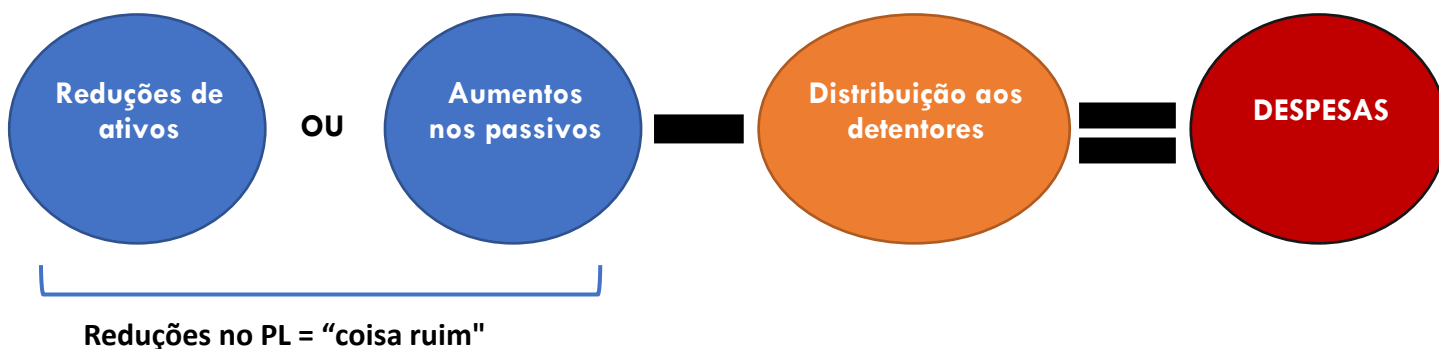 Reduções de
ativos
OU
Aumentos
nos passivos
Distribuição aos
detentores
DESPESAS
Reduções no PL = “coisa ruim"